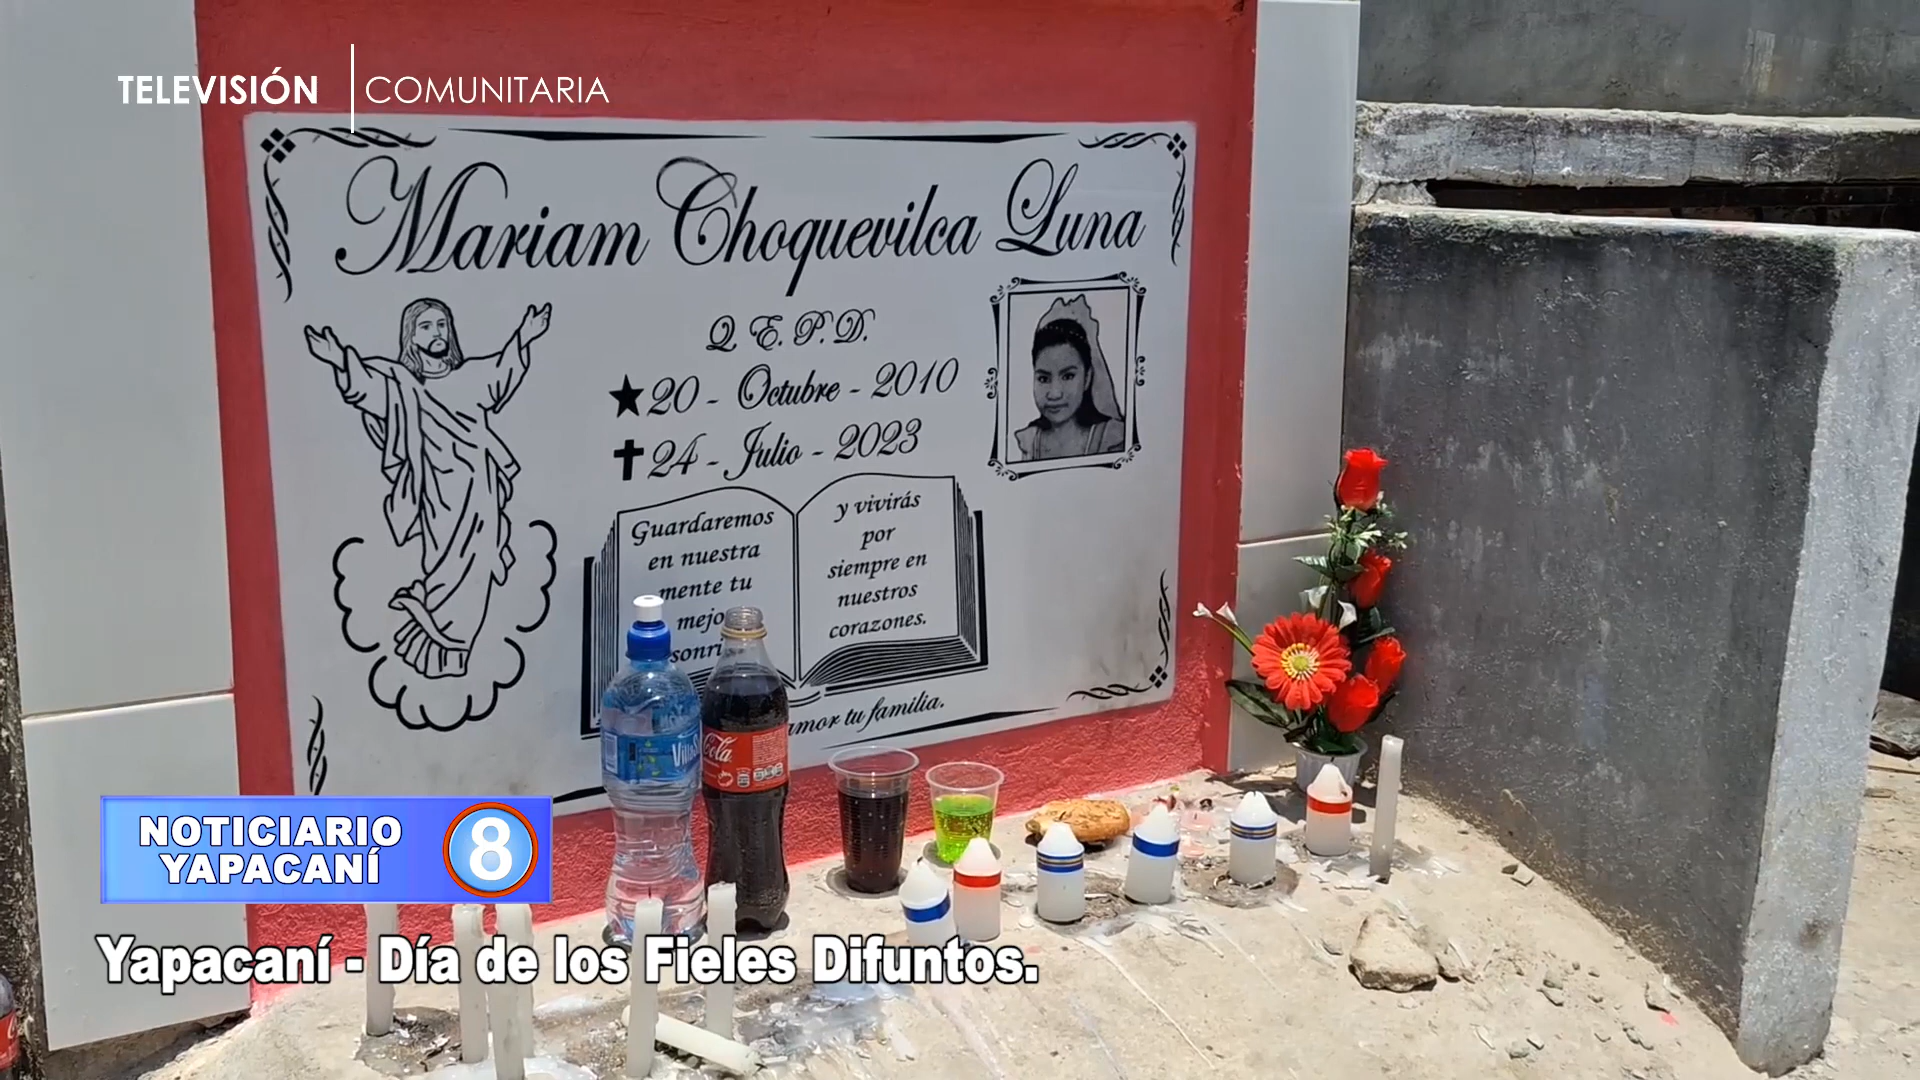 TELEVISIÓN COMUNITARIA
Mariam Choquevilca Luna
Q.E.P.D.
20 - Octubre - 2010
24 - Julio - 2023
Guardaremos
en nuestra
mente tu
y vivirás
por
siempre en
nuestros
corazones.
amor tu familia.
Cola
NOTICIARIO
YAPACANÍ
8
Yapacaní - Día de los Fieles Difuntos.